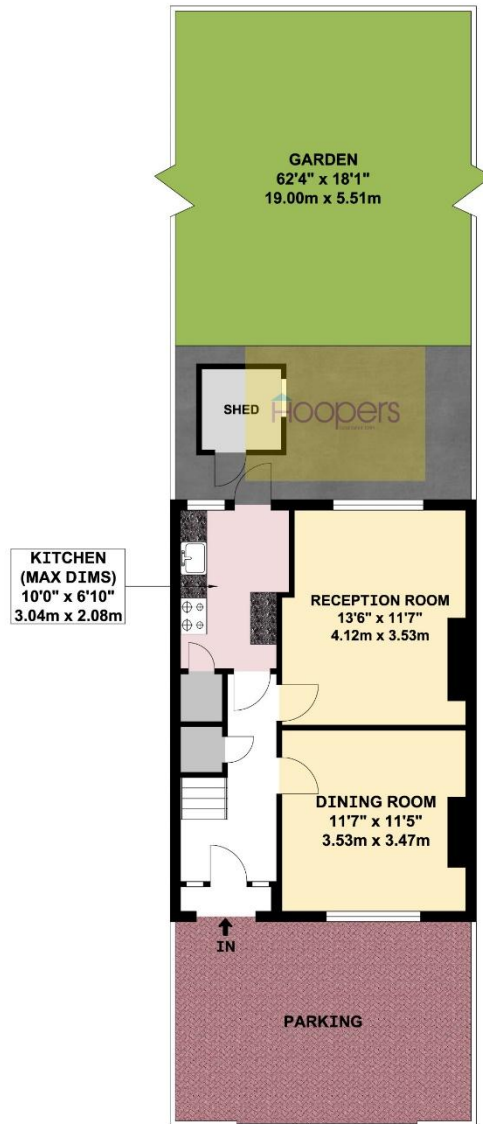 GARDEN
62'4" x 18'1"
19.00m x 5.51m
SHED
Hoopers
KITCHEN
(MAX DIMS)
10'0" x 6'10"
3.04m x 2.08m
RECEPTION ROOM
13'6" x 11'7"
4.12m x 3.53m
DINING ROOM
11'7" x 11'5"
3.53m x 3.47m
IN
PARKING